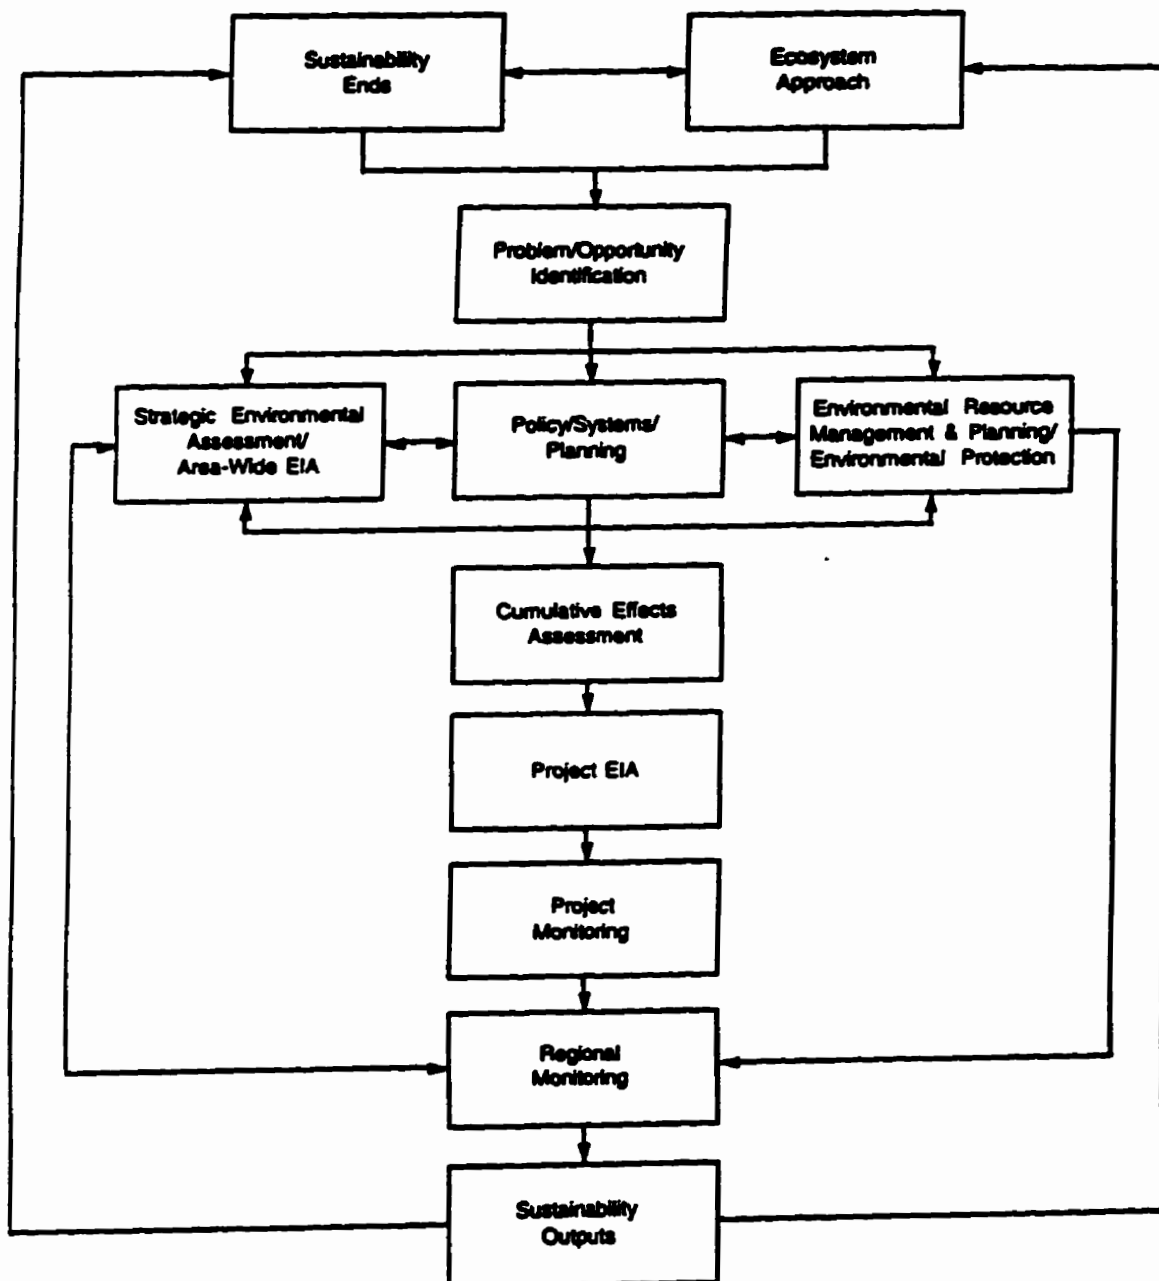 Sustainability
Ends
Ecosystem
Approach
Problem/Opportunity
Identification
Strategic Environmental
Assessment/
Area-Wide EIA
Policy/Systems/
Planning
Environmental Resource
Management & Planning/
Environmental Protection
Cumulative Effects
Assessment
Project EIA
Project
Monitoring
Regional
Monitoring
Sustainability
Outputs